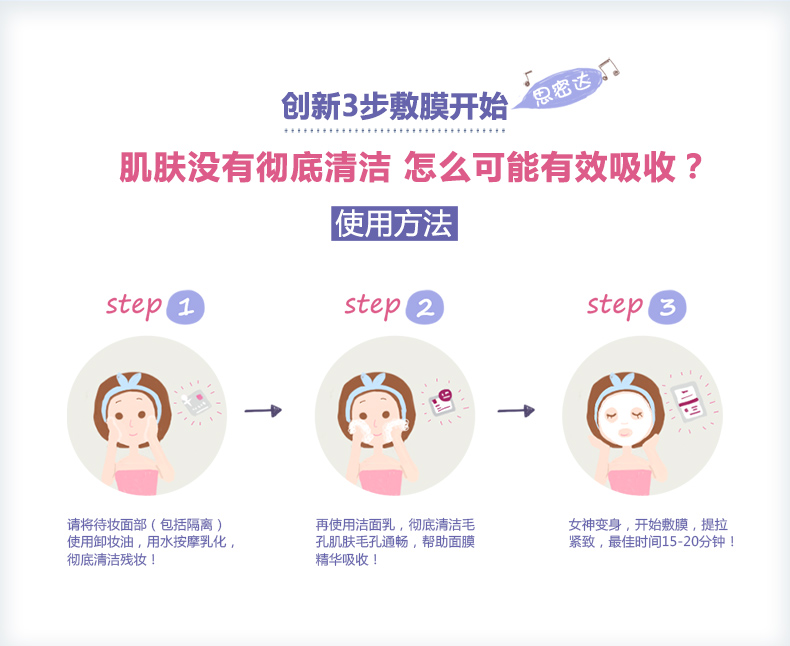 创新3步敷膜开始
思密达
肌肤没有彻底清洁 怎么可能有效吸收？
使用方法
step 1
step 2
step 3
请将待妆面部（包括隔离）
使用卸妆油，用水按摩乳化，
彻底清洁残妆！
再使用洁面乳，彻底清洁毛
孔肌肤毛孔通畅，帮助面膜
精华吸收！
女神变身，开始敷膜，提拉
紧致，最佳时间15-20分钟！